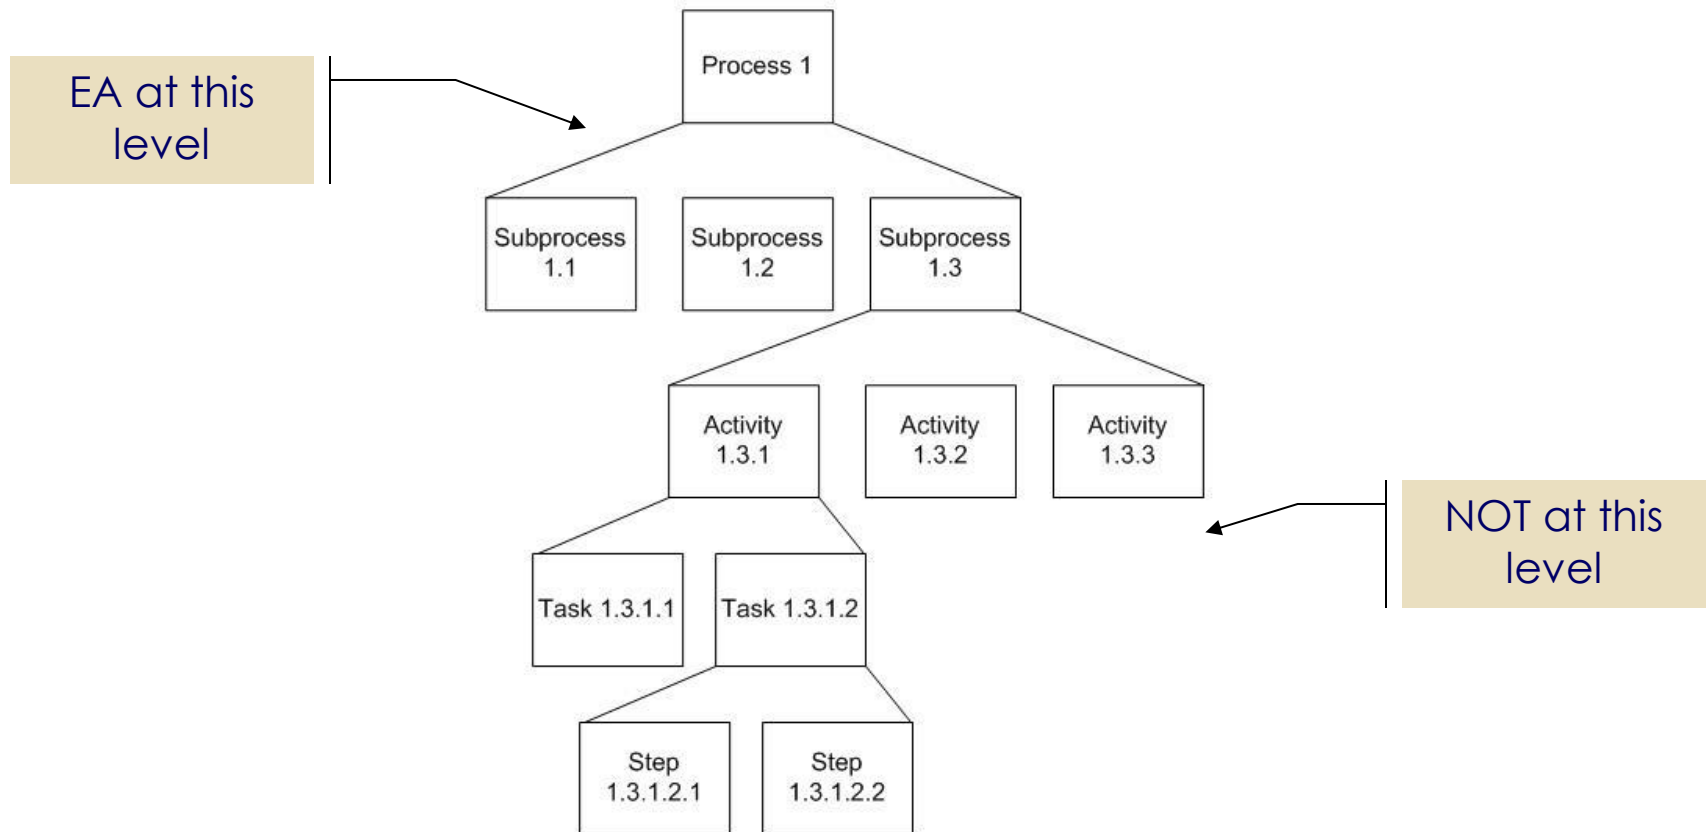 Process 1
EA at this
level
Subprocess
1.1
Subprocess
1.2
Subprocess
1.3
Activity
1.3.1
Activity
1.3.2
Activity
1.3.3
NOT at this
level
Task 1.3.1.1
Task 1.3.1.2
Step
1.3.1.2.1
Step
1.3.1.2.2